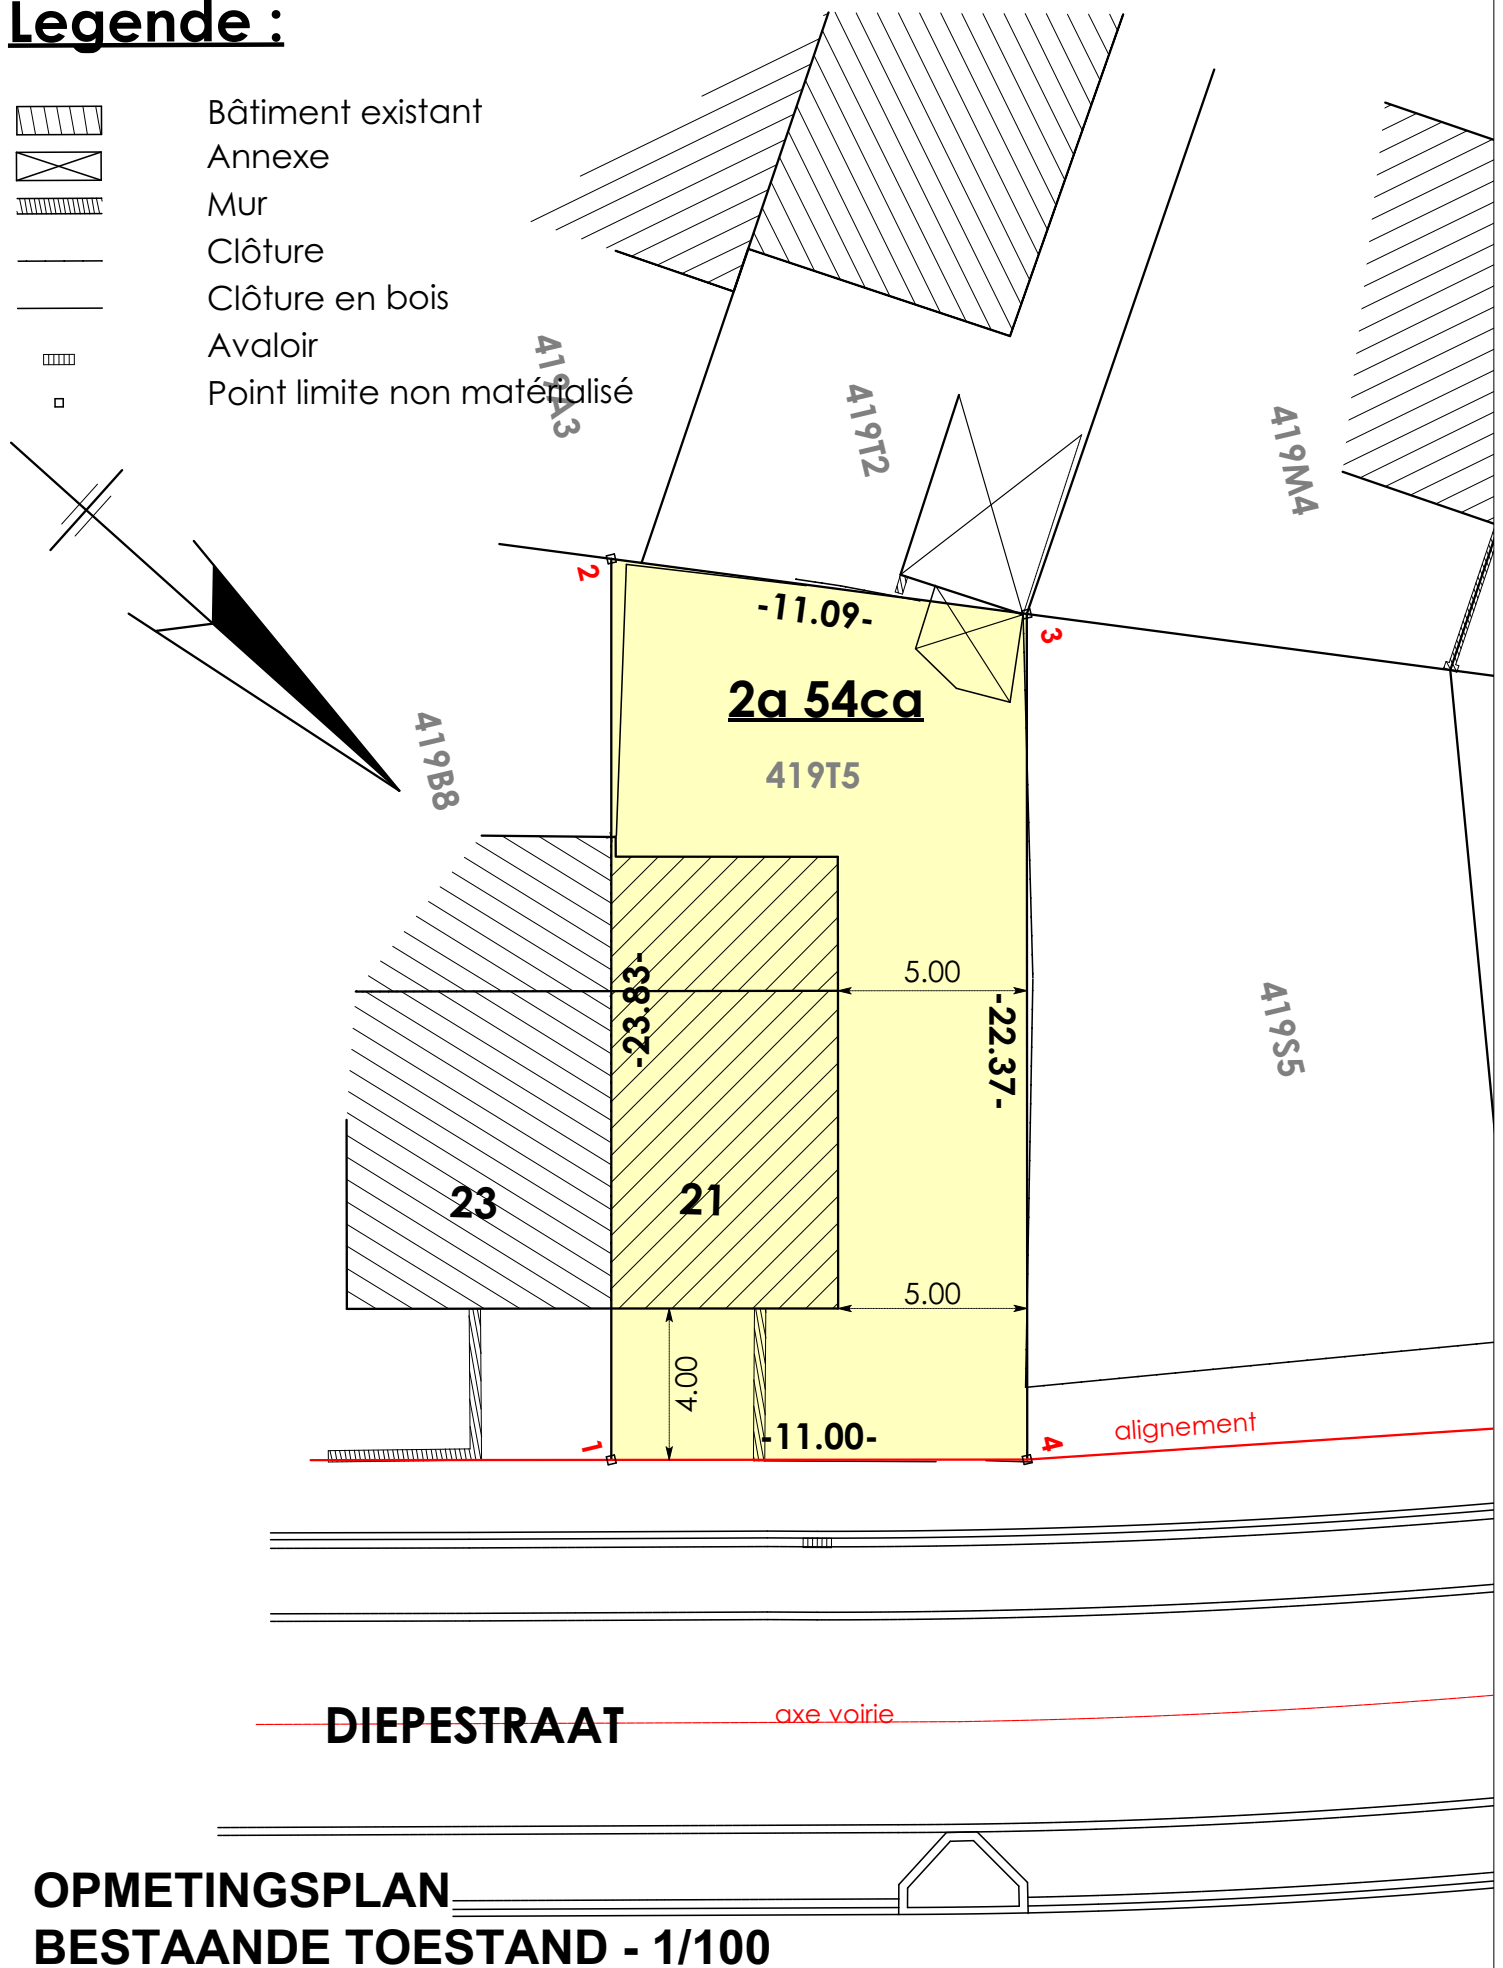 Legende :
Bâtiment existant
Annexe
Mur
Clôture
Clôture en bois
Avaloir
Point limite non matérialisé
419A3
419T2
419M4
2
-11.09-
3
2a 54ca
419T5
419B8
-23.83-
5.00
-22.37-
419S5
23
21
5.00
4.00
1
-11.00-
4
alignement
DIEPESTRAAT
axe voirie
OPMETINGSPLAN
BESTAANDE TOESTAND - 1/100